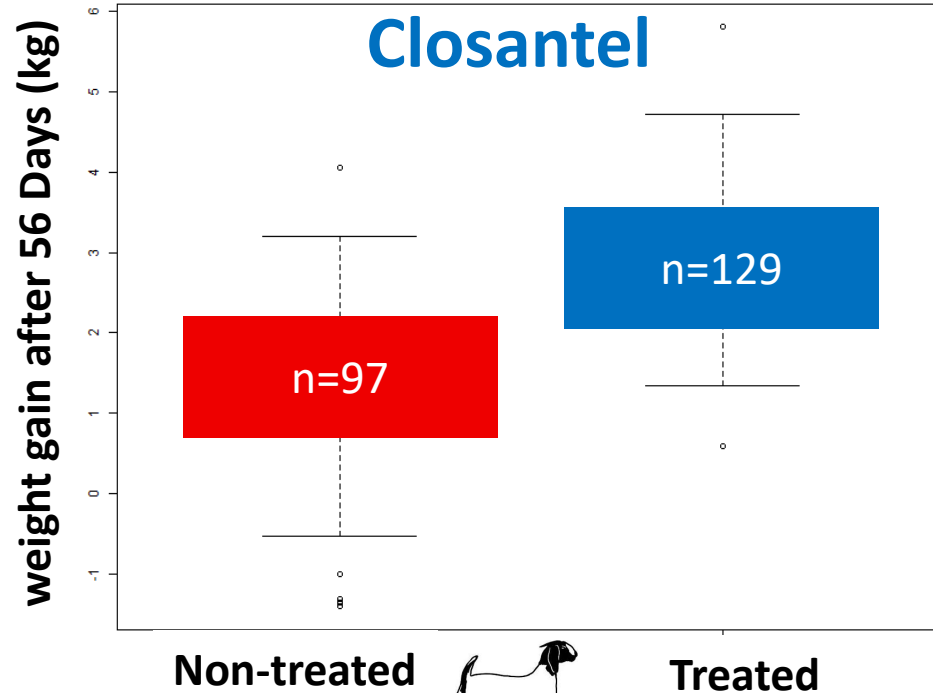 Closantel
weight gain after 56 Days (kg)
6
5
4
3
2
1
0
-1
n=129
n=97
Non-treated
Treated